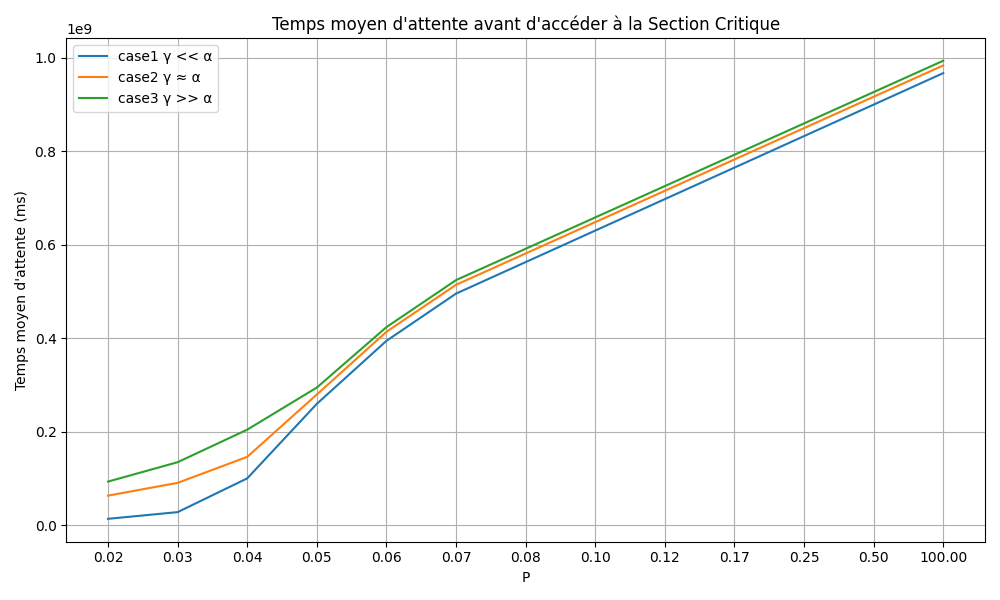 Temps moyen d'attente avant d'accéder à la Section Critique
1e9
case1 γ << α
case2 γ ≈ α
case3 γ >> α
Temps moyen d'attente (ms)
1.0
0.8
0.6
0.4
0.2
0.0
0.02 0.03 0.04 0.05 0.06 0.07 0.08 0.10 0.12 0.17 0.25 0.50 100.00
P